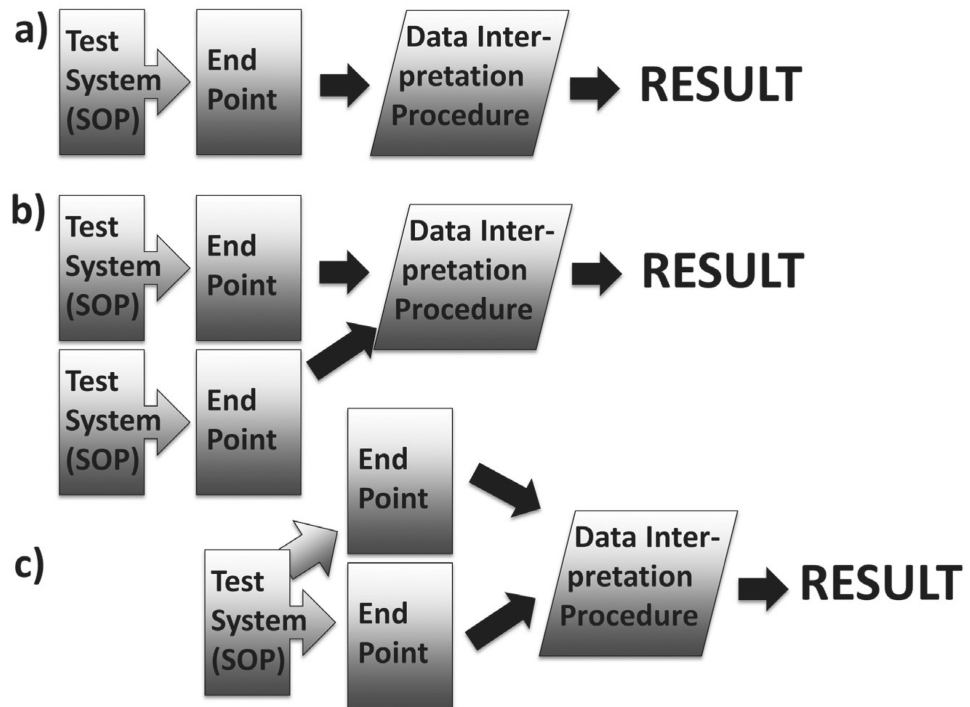 a)
Test
System
(SOP)
End
Point
Data Inter-
pretation
Procedure
RESULT
b)
Test
System
(SOP)
End
Point
Data Inter-
pretation
Procedure
RESULT
Test
System
(SOP)
End
Point
c)
Test
System
(SOP)
End
Point
End
Point
Data Inter-
pretation
Procedure
RESULT